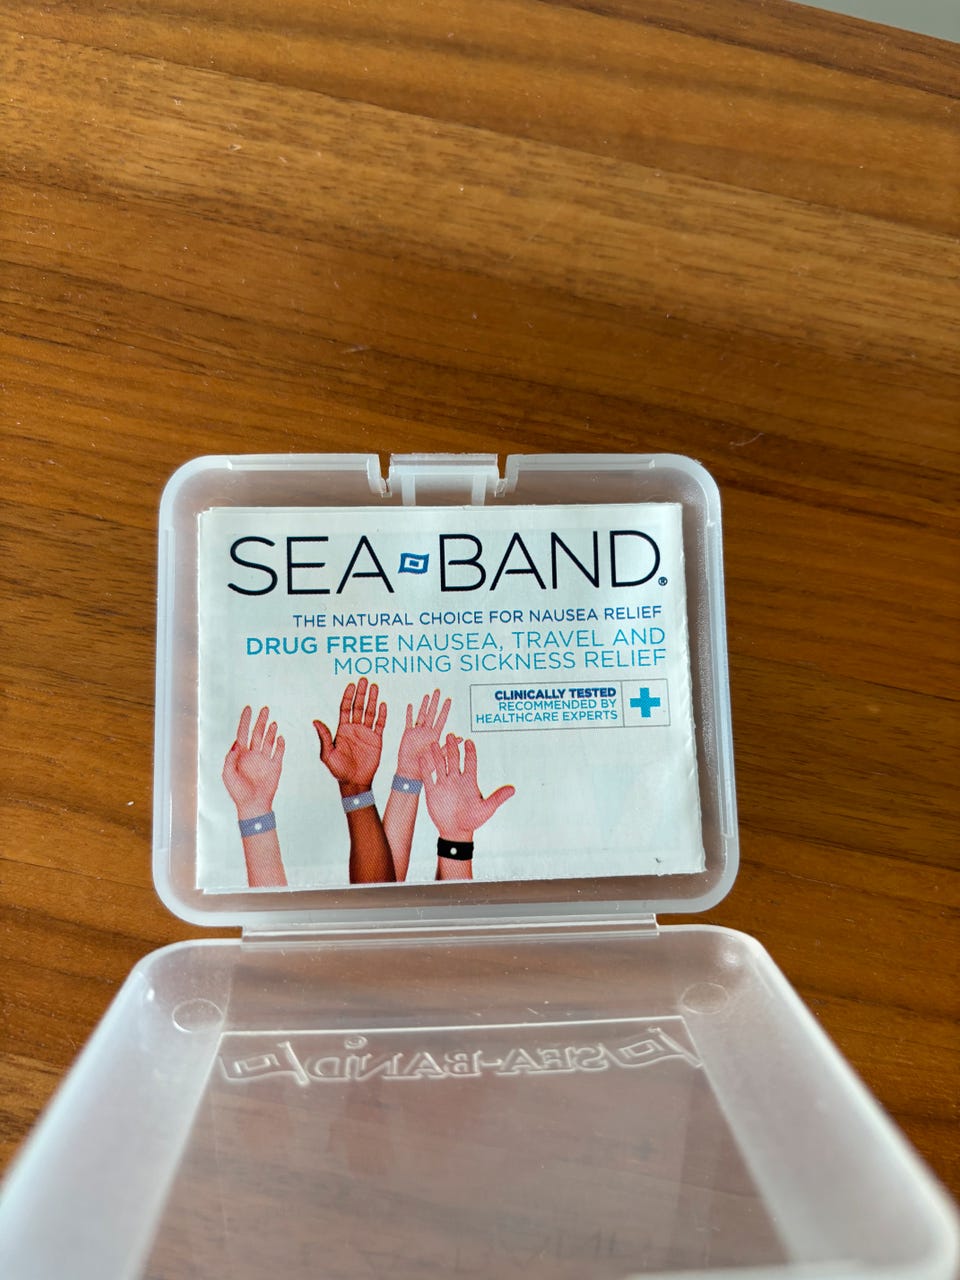 SEA-BAND®
THE NATURAL CHOICE FOR NAUSEA RELIEF
DRUG FREE NAUSEA, TRAVEL AND
MORNING SICKNESS RELIEF
CLINICALLY TESTED
RECOMMENDED BY
HEALTHCARE EXPERTS
SEA-BAND®